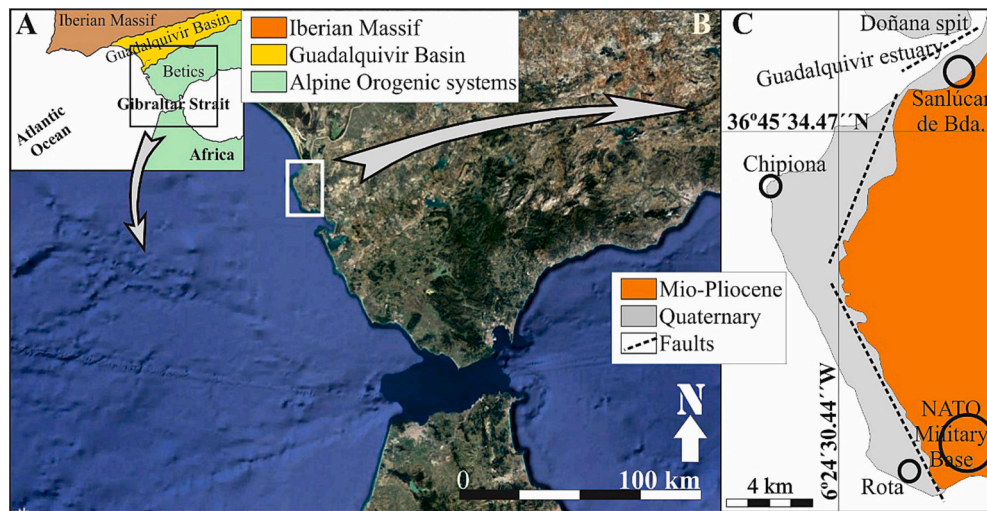 A
Iberian Massif
Guadalquivir Basin
Betics
Gibraltar Strait
Atlantic
Ocean
Africa
Iberian Massif
Guadalquivir Basin
Alpine Orogenic systems
B
N
0
100 km
C
Doñana spit
Guadalquivir estuary
Sanlúcar
de Bda.
36º45´34.47´´N
Chipiona
Mio-Pliocene
Quaternary
Faults
6º24´30.44´´W
NATO
Military
Base
Rota
4 km